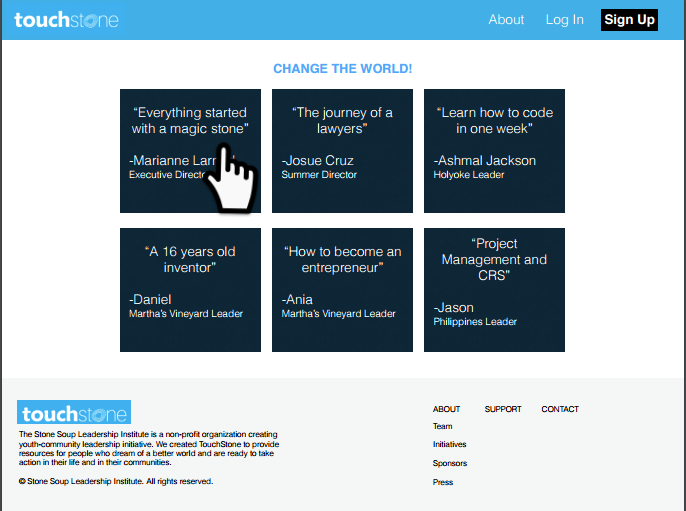 touchstone
About Log In Sign Up
CHANGE THE WORLD!
“Everything started
with a magic stone”
-Marianne
Executive
“The journey of a
lawyers”
-Josue Cruz
Summer Director
“Learn how to code
in one week”
-Ashmal Jackson
Holyoke Leader
“A 16 years old
inventor”
-Daniel
Martha’s Vineyard Leader
“How to become an
entrepreneur”
-Ania
Martha’s Vineyard Leader
“Project
Management and
CRS”
-Jason
Philippines Leader
touchstone
The Stone Soup Leadership Institute is a non-profit organization creating
youth-community leadership initiative. We created TouchStone to provide
resources for people who dream of a better world and are ready to take
action in their life and in their communities.
© Stone Soup Leadership Institute. All rights reserved.
ABOUT SUPPORT CONTACT
Team
Initiatives
Sponsors
Press